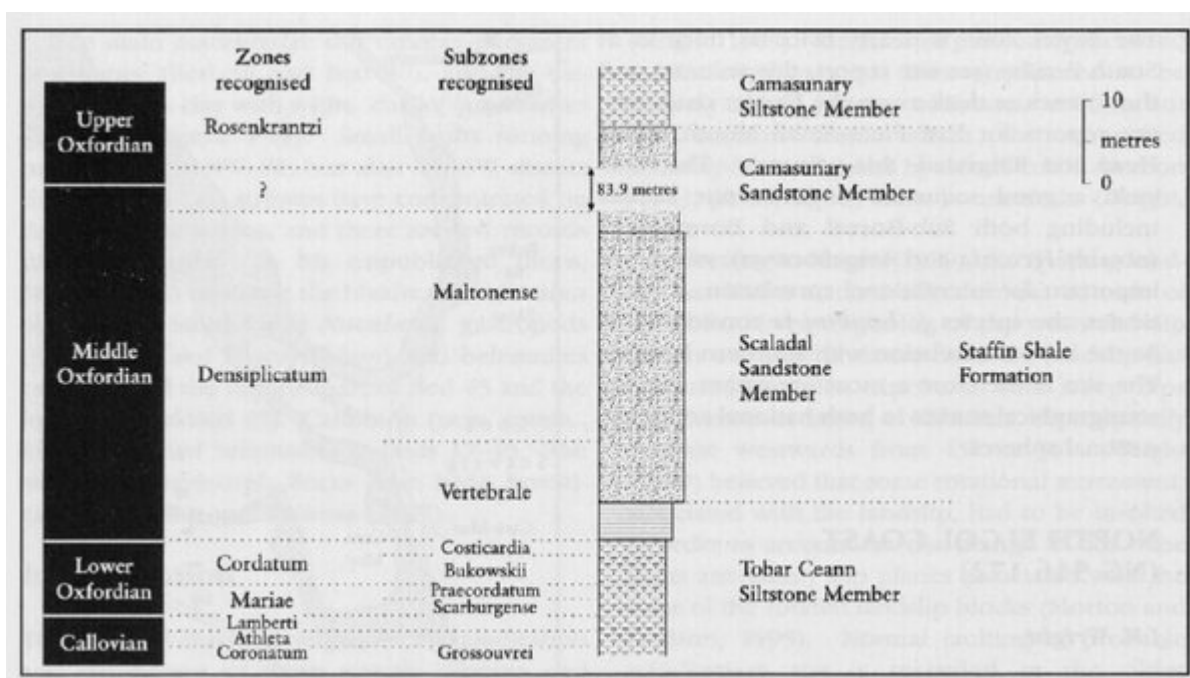 Zones
recognised
Subzones
recognised
Upper
Oxfordian
Rosenkrantzi
Camasunary
Siltstone Member
10
metres
0
?
83.9 metres
Camasunary
Sandstone Member
Middle
Oxfordian
Densiplicatum
Maltonense
Vertebrale
Scaladal
Sandstone
Member
Staffin Shale
Formation
Lower
Oxfordian
Cordatum
Mariae
Costicardia
Bukowskii
Praecordatum
Scarburgense
Tobar Ceann
Siltstone Member
Callovian
Lamberti
Athleta
Coronatum
Grossouvrei